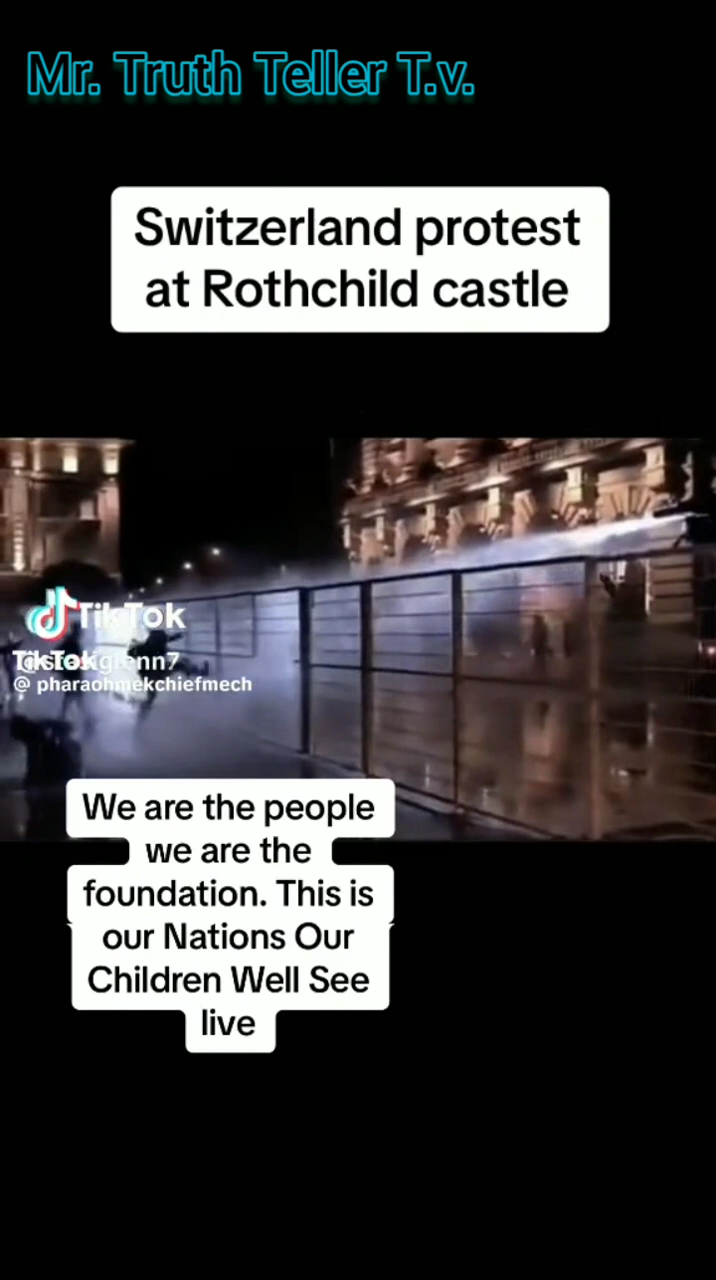 Mr. Truth Teller T.v.
Switzerland protest
at Rothchild castle
TikTok
TikTok
@ pharaohmekchiefmech
We are the people
we are the
foundation. This is
our Nations Our
Children Well See
live